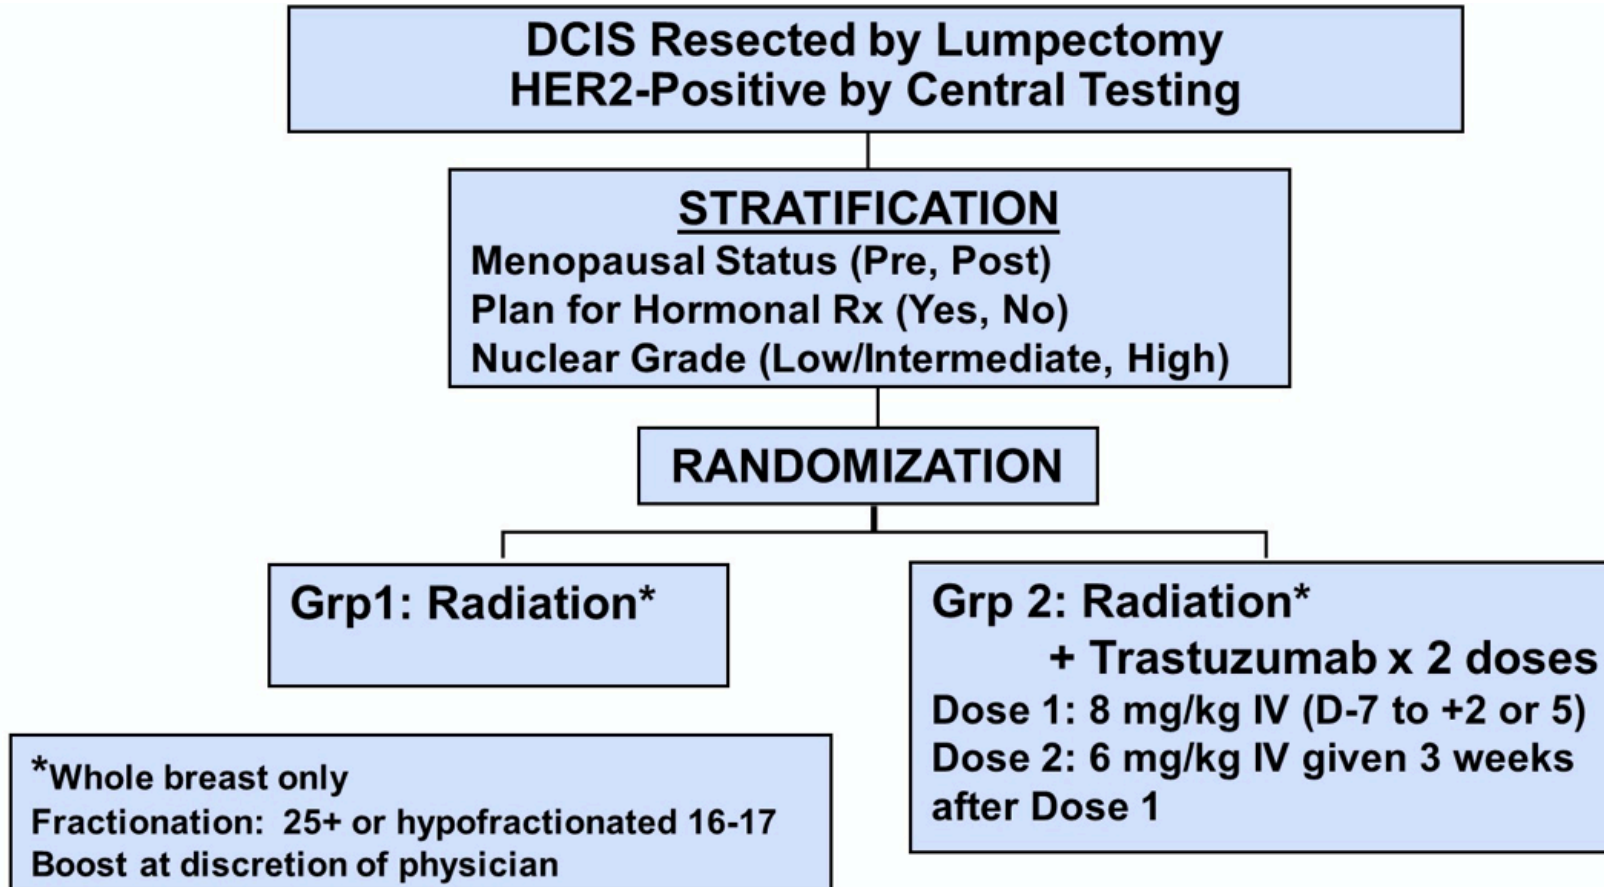 DCIS Resected by Lumpectomy
HER2-Positive by Central Testing
STRATIFICATION
Menopausal Status (Pre, Post)
Plan for Hormonal Rx (Yes, No)
Nuclear Grade (Low/Intermediate, High)
RANDOMIZATION
Grp1: Radiation*
Grp 2: Radiation*
+ Trastuzumab x 2 doses
Dose 1: 8 mg/kg IV (D-7 to +2 or 5)
Dose 2: 6 mg/kg IV given 3 weeks
after Dose 1
*Whole breast only
Fractionation: 25+ or hypofractionated 16-17
Boost at discretion of physician